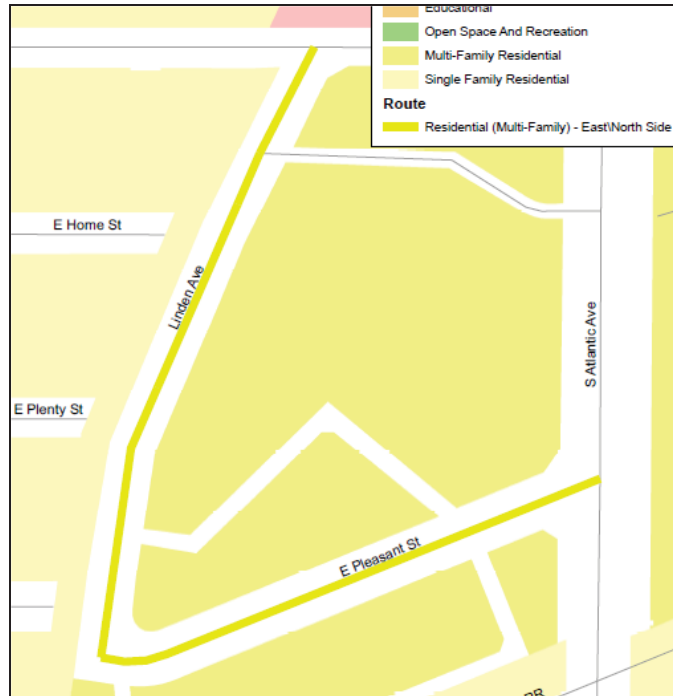 Educational
Open Space And Recreation
Multi-Family Residential
Single Family Residential
Route
Residential (Multi-Family) - East\North Side
E Home St
Linden Ave
S Atlantic Ave
E Plenty St
E Pleasant St